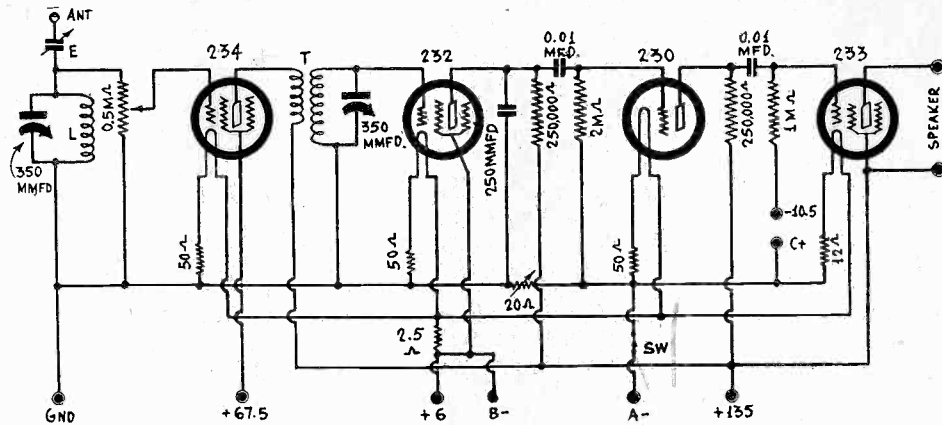 ANT
E
0.5MΩ
L
350
MMFD
234
T
350
MMFD.
232
250MMFD
0.01
MFD.
250,000Ω
2MΩ
230
0.01
MFD.
250,000Ω
1MΩ
233
SPEAKER
50Ω
50Ω
20Ω
50Ω
-10.5
C+
12Ω
2.5
Ω
SW
GND
+67.5
+6
B-
A-
+135